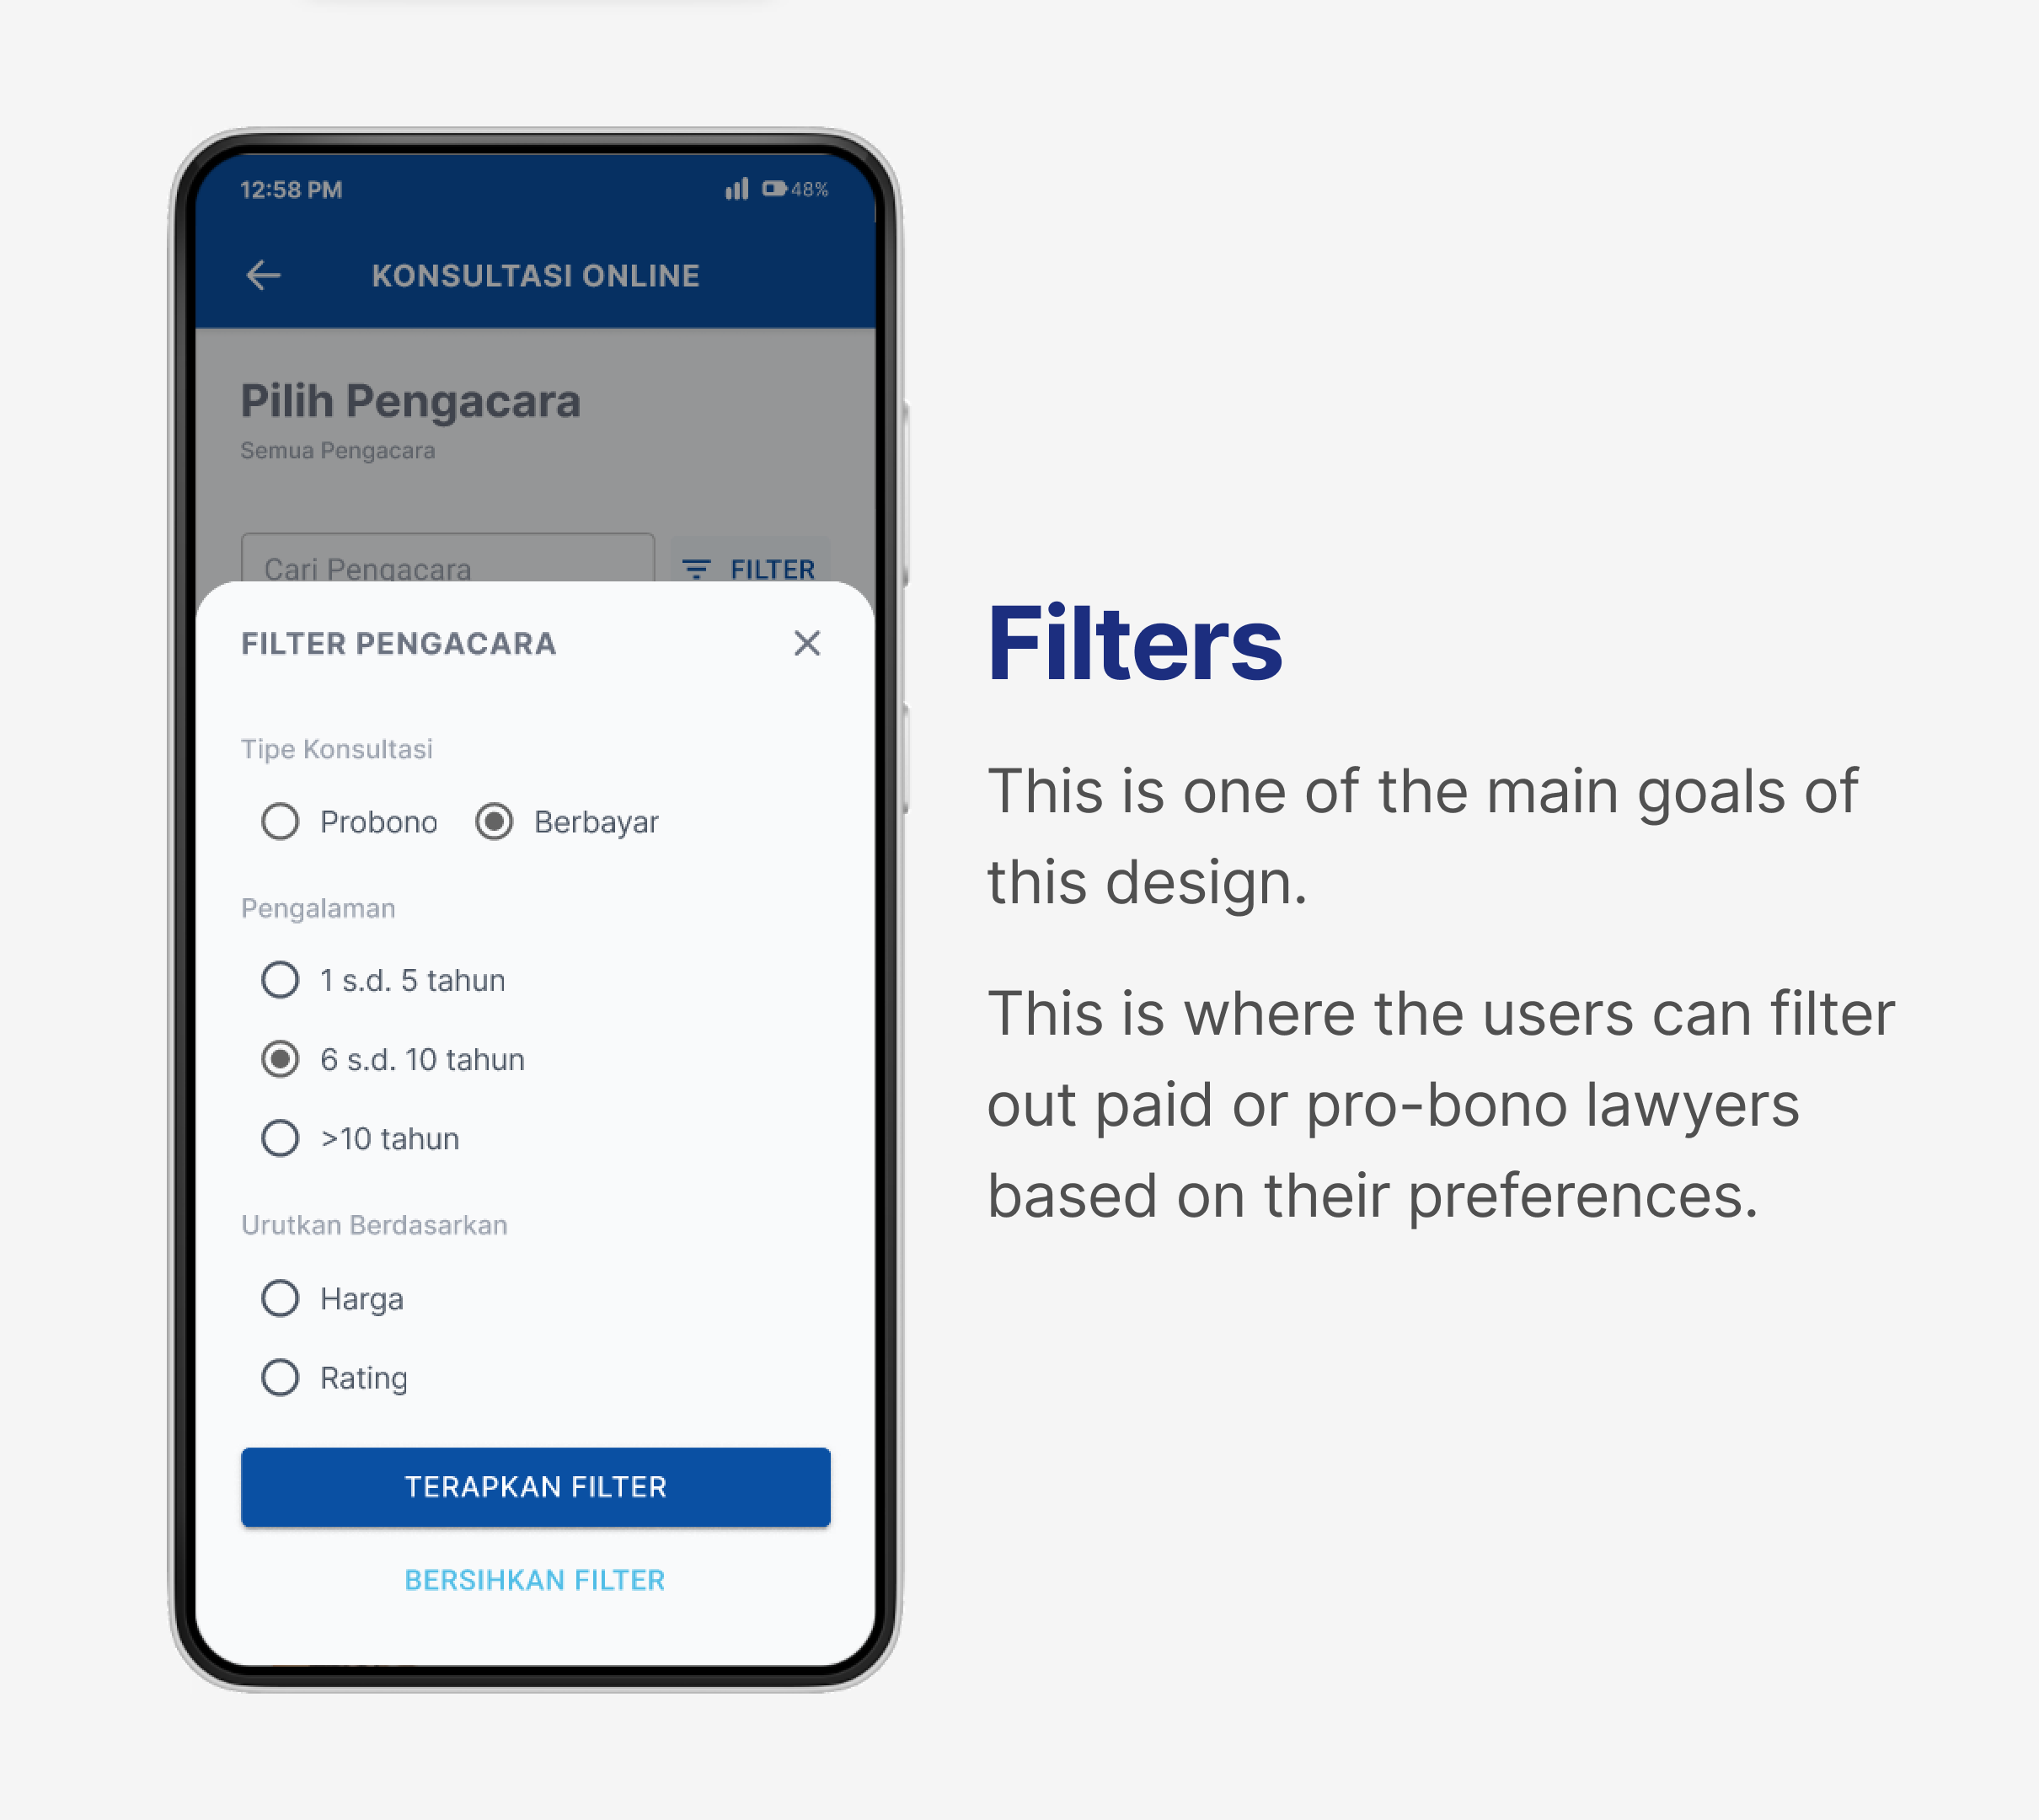 12:58 PM
48%
KONSULTASI ONLINE
Pilih Pengacara
Semua Pengacara
Cari Pengacara
FILTER
FILTER PENGACARA
Tipe Konsultasi
Probono
Berbayar
Pengalaman
1 s.d. 5 tahun
6 s.d. 10 tahun
>10 tahun
Urutkan Berdasarkan
Harga
Rating
TERAPKAN FILTER
BERSIHKAN FILTER
Filters
This is one of the main goals of
this design.
This is where the users can filter
out paid or pro-bono lawyers
based on their preferences.